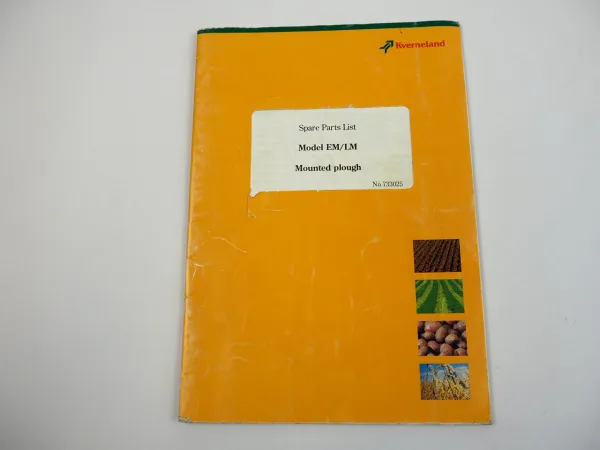 Kverneland
Spare Parts List
Model EM/LM
Mounted plough
No 733025